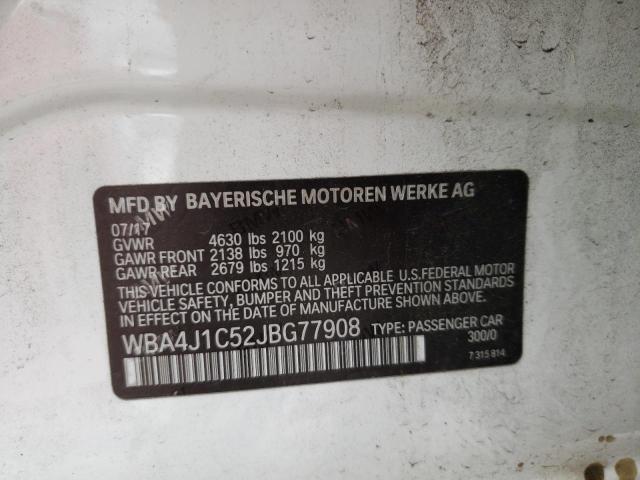 MFD BY BAYERISCHE MOTOREN WERKE AG
07/17
GVWR 4630 lbs 2100 kg
GAWR FRONT 2138 lbs 970 kg
GAWR REAR 2679 lbs 1215 kg
THIS VEHICLE CONFORMS TO ALL APPLICABLE U.S.FEDERAL MOTOR
VEHICLE SAFETY, BUMPER AND THEFT PREVENTION STANDARDS
IN EFFECT ON THE DATE OF MANUFACTURE SHOWN ABOVE.
WBA4J1C52JBG77908 TYPE: PASSENGER CAR
300/0
7 315 814